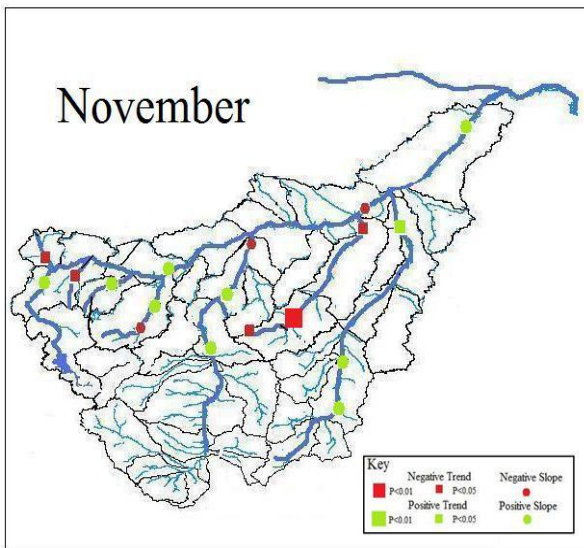 November
Key
Negative Trend Negative Slope
P<0.01 P<0.05
Positive Trend Positive Slope
P<0.01 P<0.05